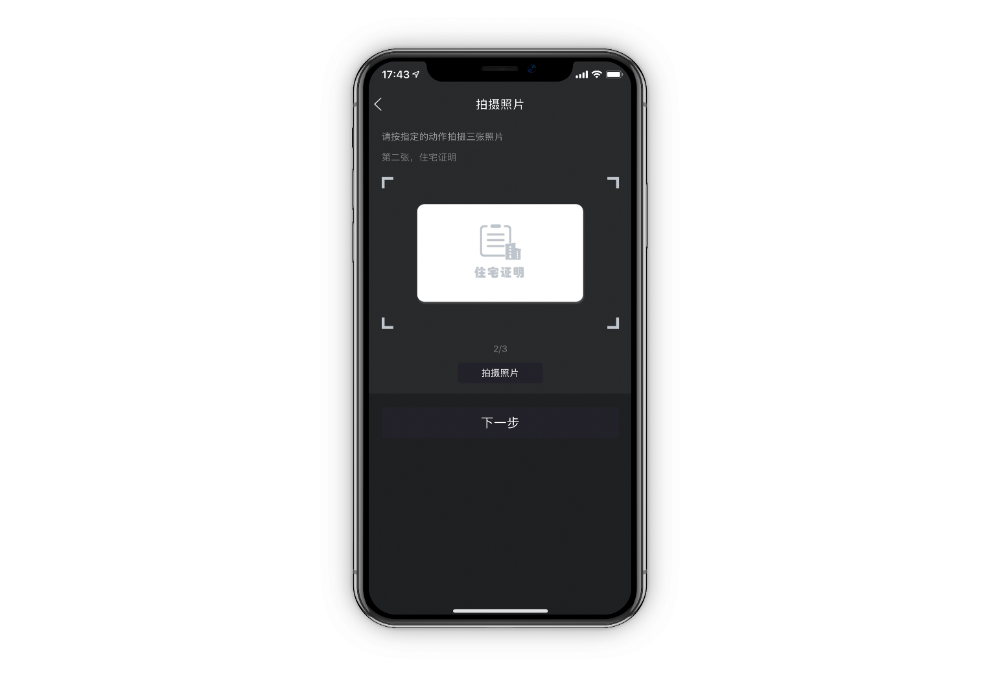 17:43
拍摄照片
请按指定的动作拍摄三张照片
第二张，住宅证明
住宅证明
2/3
拍摄照片
下一步